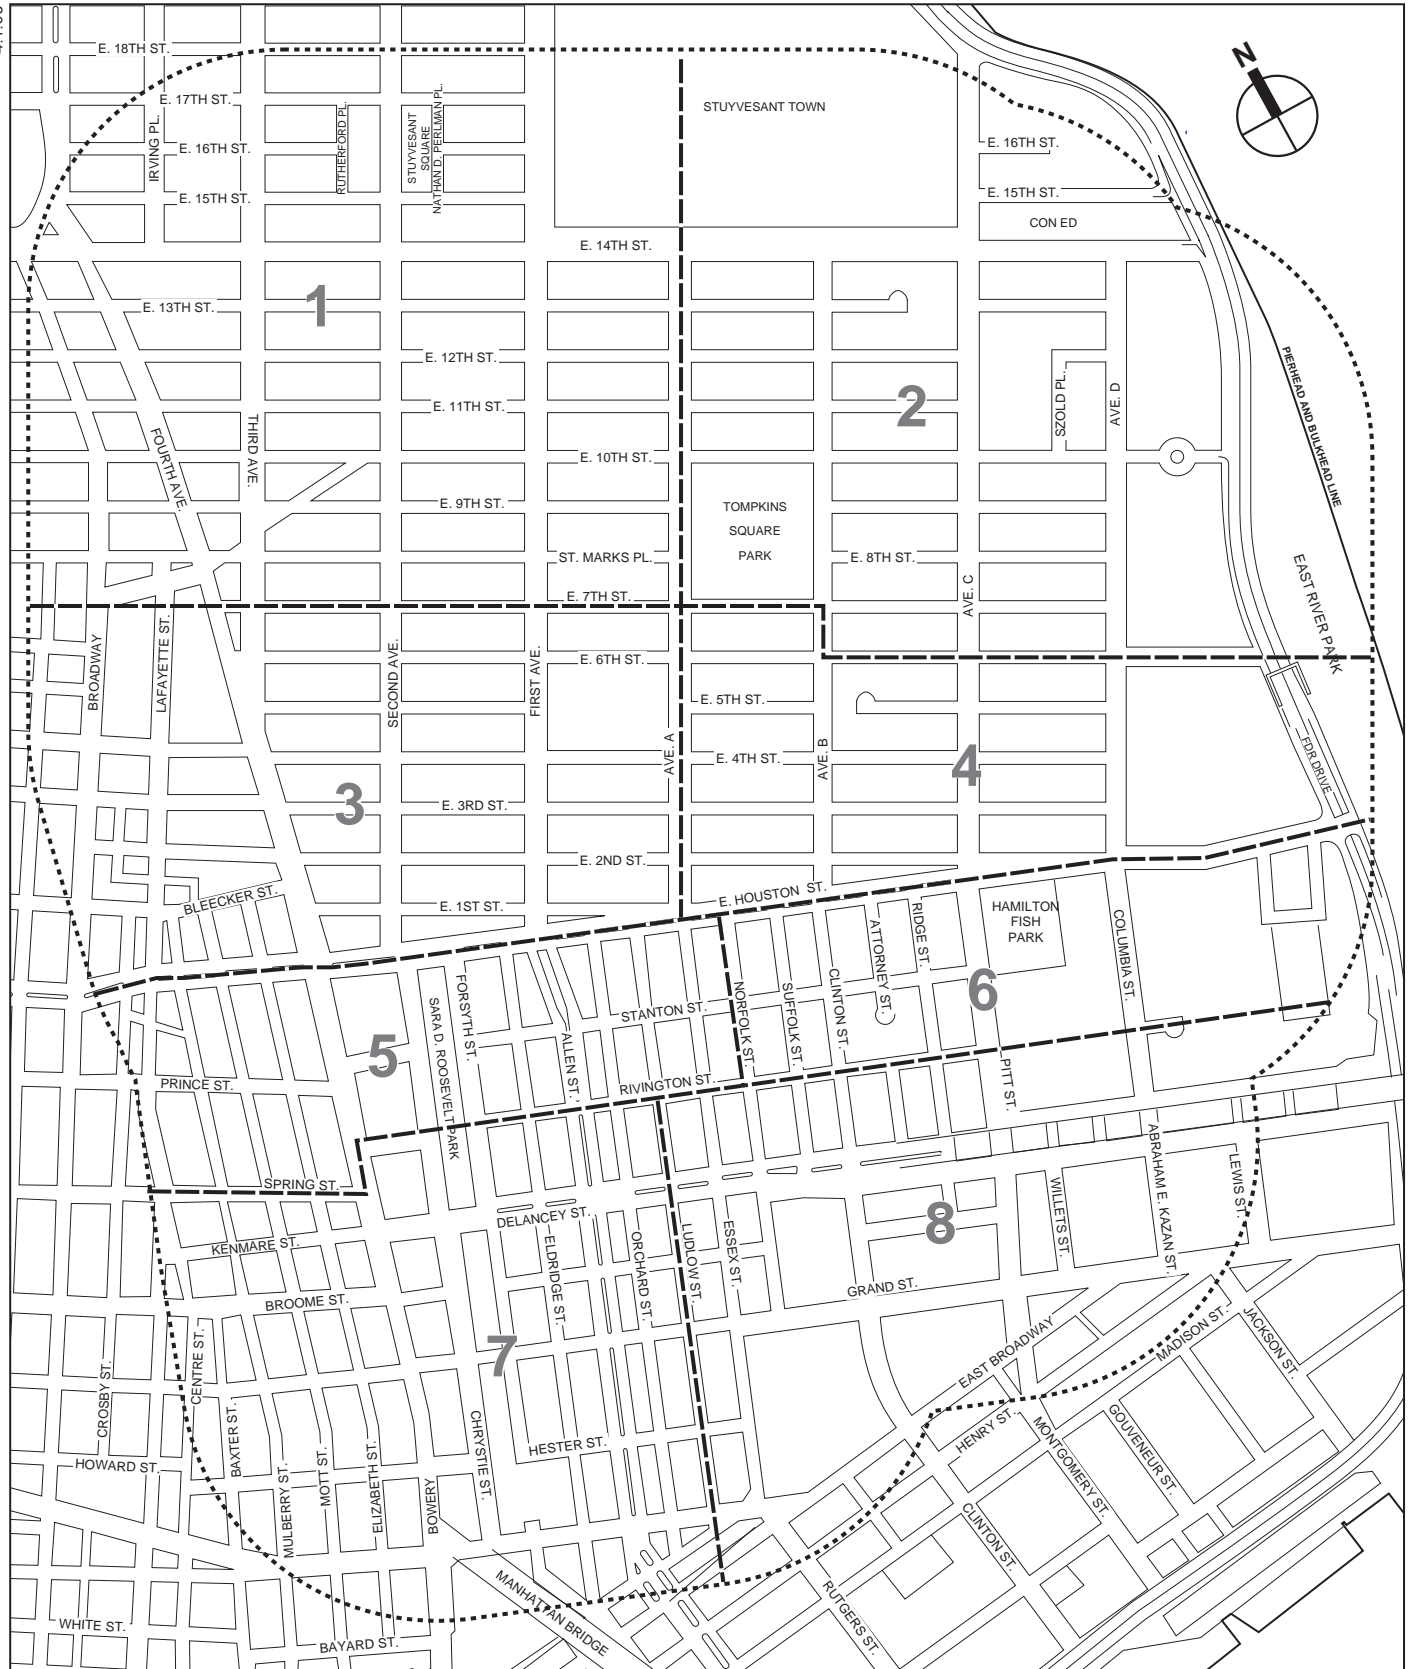 E. 18TH ST.
E. 17TH ST.
IRVING PL.
E. 16TH ST.
E. 15TH ST.
RUTHERFORD PL.
STUYVESANT
SQUARE
NATHAN D. PERLMAN PL.
STUYVESANT TOWN
N
E. 16TH ST.
E. 15TH ST.
CON ED
E. 14TH ST.
E. 13TH ST.
1
E. 12TH ST.
E. 11TH ST.
2
SZOLD PL.
AVE. D
PIERHEAD AND BULKHEAD LINE
FOURTH AVE.
THIRD AVE.
E. 10TH ST.
E. 9TH ST.
TOMPKINS
SQUARE
PARK
ST. MARKS PL.
E. 8TH ST.
E. 7TH ST.
AVE. C
EAST RIVER PARK
BROADWAY
LAFAYETTE ST.
SECOND AVE.
FIRST AVE.
E. 6TH ST.
E. 5TH ST.
AVE. A
AVE. B
E. 4TH ST.
4
FDR DRIVE
3
E. 3RD ST.
E. 2ND ST.
BLEECKER ST.
E. 1ST ST.
E. HOUSTON ST.
HAMILTON
FISH
PARK
RIDGE ST.
ATTORNEY ST.
COLUMBIA ST.
5
SARA D. ROOSEVELT PARK
FORSYTH ST.
ALLEN ST.
STANTON ST.
NORFOLK ST.
SUFFOLK ST.
CLINTON ST.
6
PRINCE ST.
RIVINGTON ST.
PITT ST.
SPRING ST.
ABRAHAM E. KAZAN ST.
LEWIS ST.
WILLETS ST.
KENMARE ST.
DELANCEY ST.
ELDRIDGE ST.
ORCHARD ST.
LUDLOW ST.
ESSEX ST.
8
BROOME ST.
GRAND ST.
7
EAST BROADWAY
MADISON ST.
JACKSON ST.
CROSBY ST.
CENTRE ST.
BAXTER ST.
CHRYSTIE ST.
HESTER ST.
HENRY ST.
MONTGOMERY ST.
GOUVENEUR ST.
HOWARD ST.
MULBERRY ST.
MOTT ST.
ELIZABETH ST.
BOWERY
CLINTON ST.
MANHATTAN BRIDGE
RUTGERS ST.
WHITE ST.
BAYARD ST.